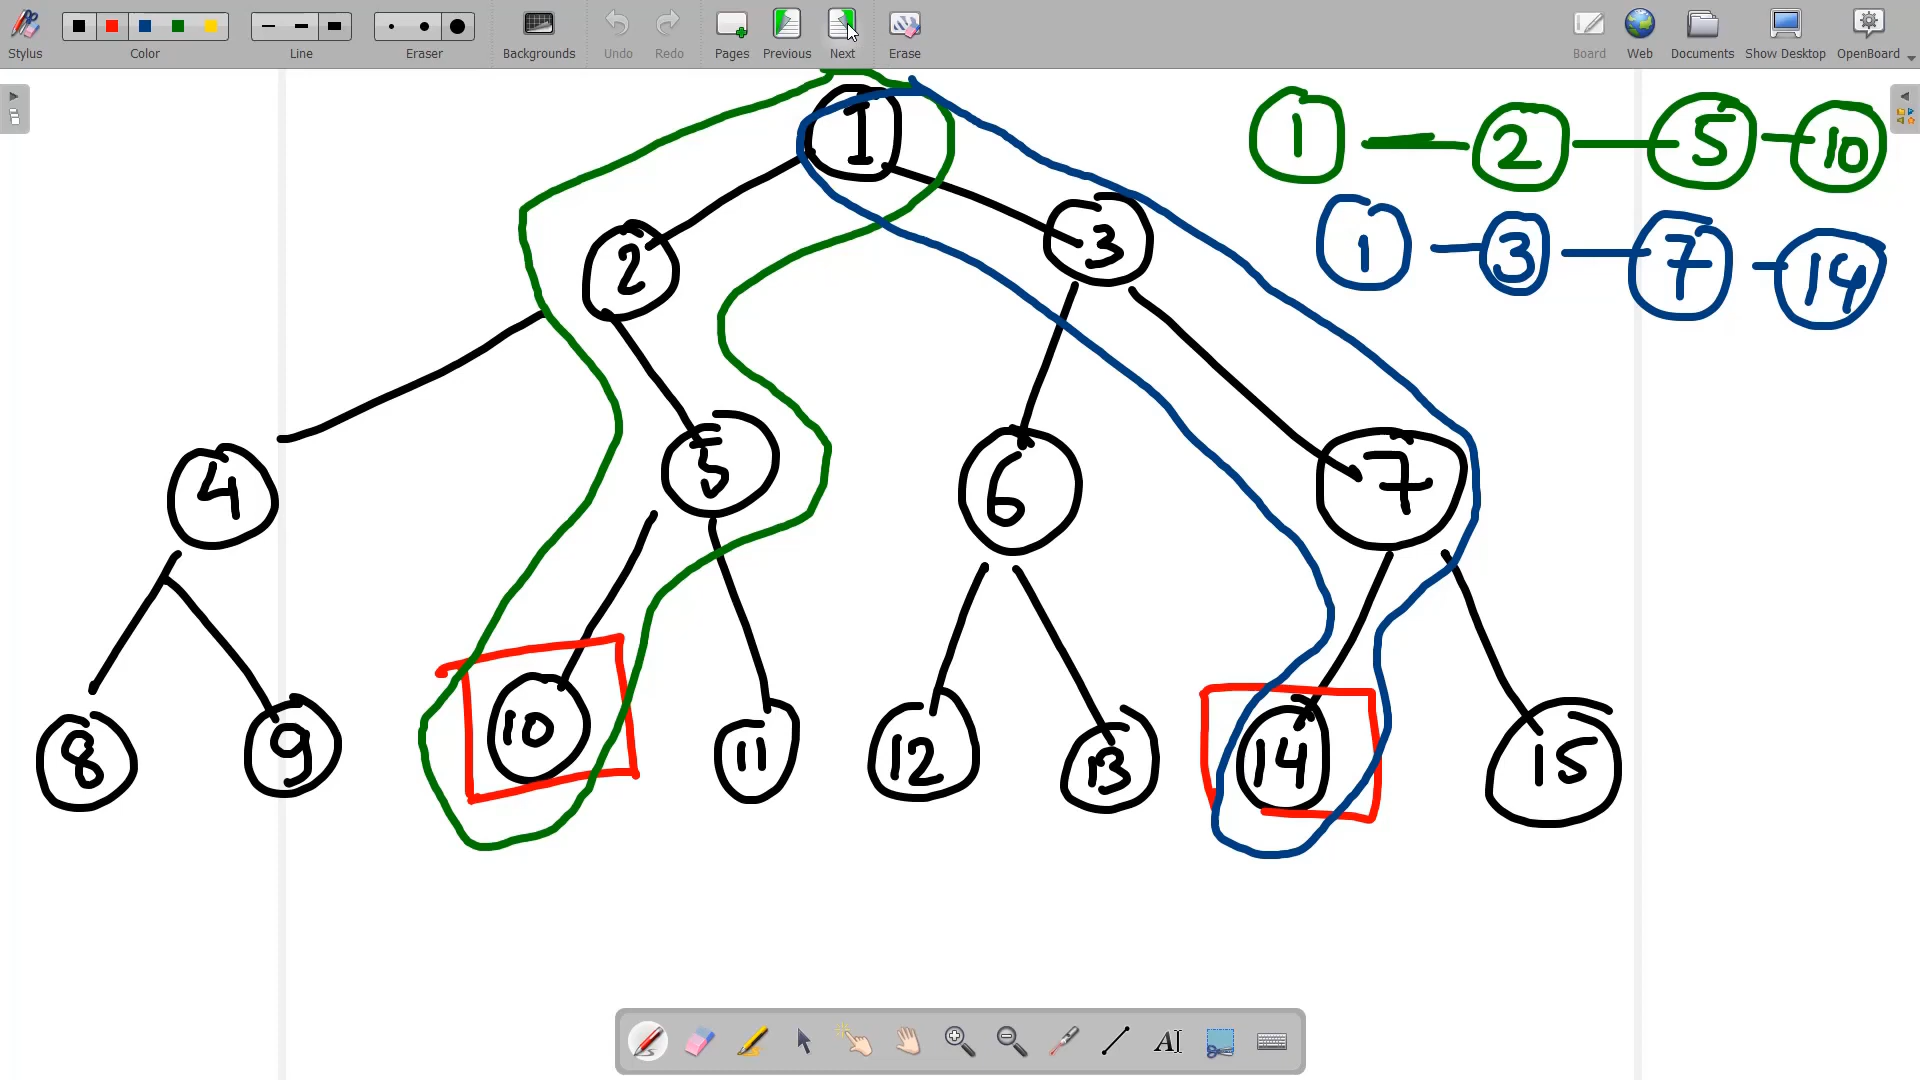 Stylus Color Line Eraser Backgrounds Undo Redo Pages Previous Next Erase Board Web Documents Show Desktop OpenBoard
1
1 2 5 10
2 3
1 3 7 14
4 5 6 7
8 9 10 11 12 13 14 15
AI